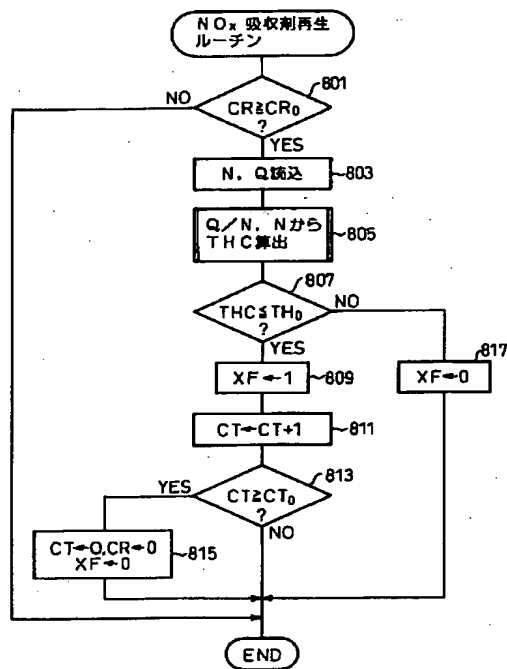 NOx 吸収剤再生
ルーチン
801
NO
CR≧CR0
?
YES
N, Q読込
803
Q/N, Nから
THC算出
805
807
THC≦TH0
?
NO
YES
817
XF←1
809
XF←0
CT←CT+1
811
813
YES
CT≧CT0
?
NO
CT←0,CR←0
XF←0
815
END